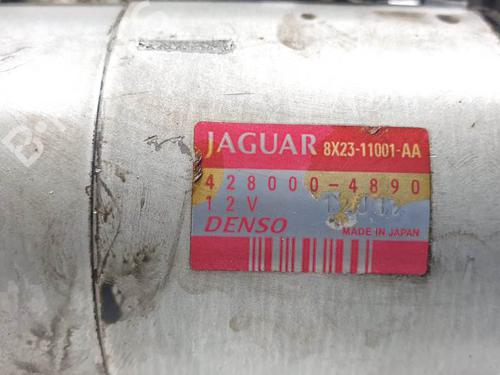 JAGUAR 8X23-11001-AA
428000-4890
12V
DENSO
MADE IN JAPAN